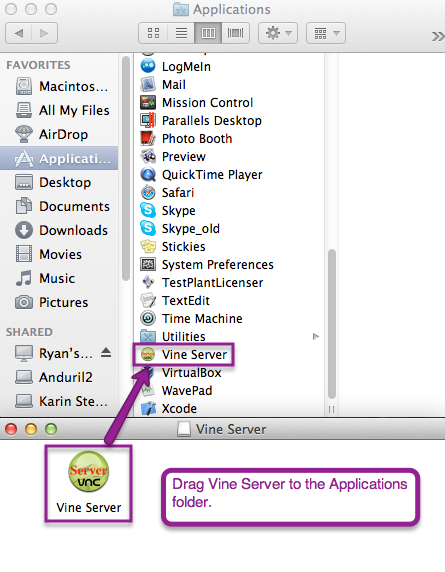 Applications
FAVORITES
Macintos...
All My Files
AirDrop
Applicati...
Desktop
Documents
Downloads
Movies
Music
Pictures
SHARED
Ryan's...
Anduril2
Karin Ste...
LogMeIn
Mail
Mission Control
Parallels Desktop
Photo Booth
Preview
QuickTime Player
Safari
Skype
Skype_old
Stickies
System Preferences
TestPlantLicenser
TextEdit
Time Machine
Utilities
Vine Server
VirtualBox
WavePad
Xcode
Vine Server
Server
VNC
Vine Server
Drag Vine Server to the Applications
folder.